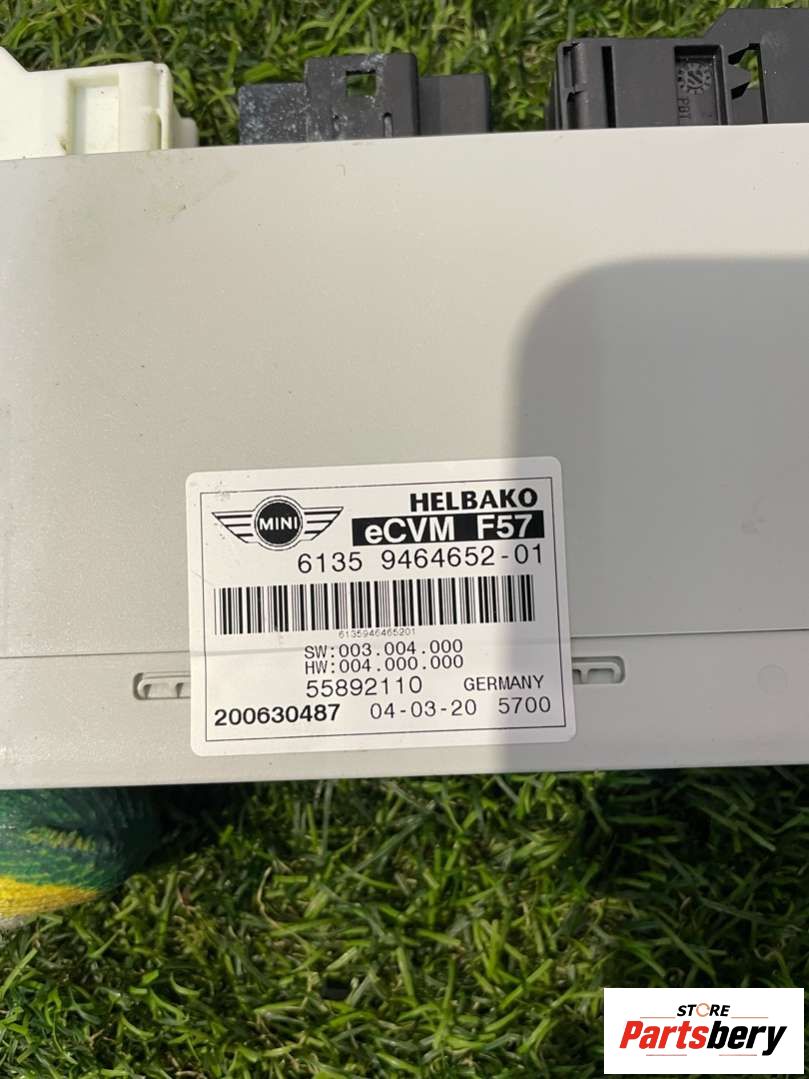 PBT
MINI
HELBAKO
eCVM F57
6135 9464652-01
6135946465201
SW:003.004.000
HW:004.000.000
55892110 GERMANY
200630487 04-03-20 5700
STORE
Partsbery